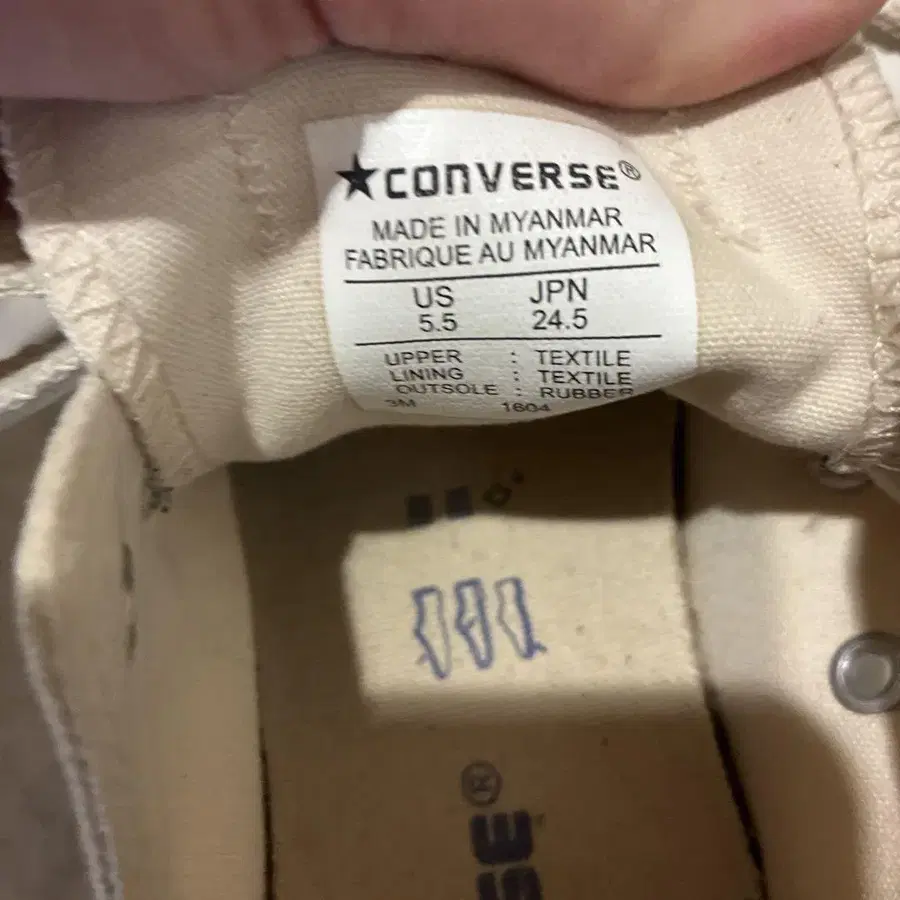 ★CONVERSE®
MADE IN MYANMAR
FABRIQUE AU MYANMAR
US JPN
5.5 24.5
UPPER : TEXTILE
LINING : TEXTILE
OUTSOLE : RUBBER
3M 1604